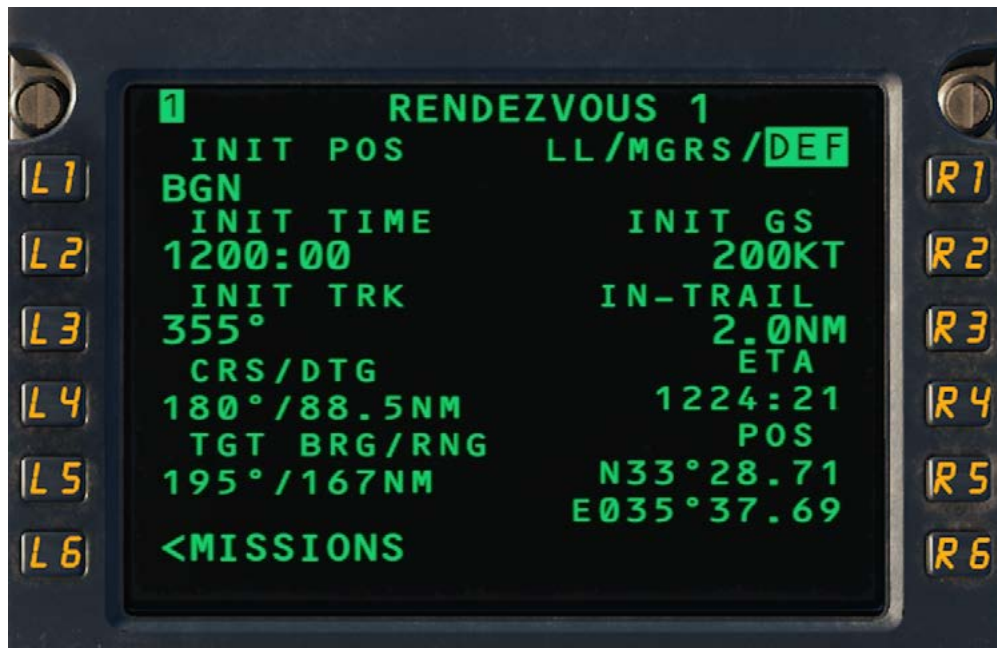 1 RENDEZVOUS 1
INIT POS LL/MGRS/DEF
L1 BGN R1
INIT TIME INIT GS
L2 1200:00 200KT R2
INIT TRK IN-TRAIL
L3 355° 2.0NM R3
CRS/DTG ETA
L4 180°/88.5NM 1224:21 R4
TGT BRG/RNG POS
L5 195°/167NM N33°28.71 R5
E035°37.69
L6 <MISSIONS R6